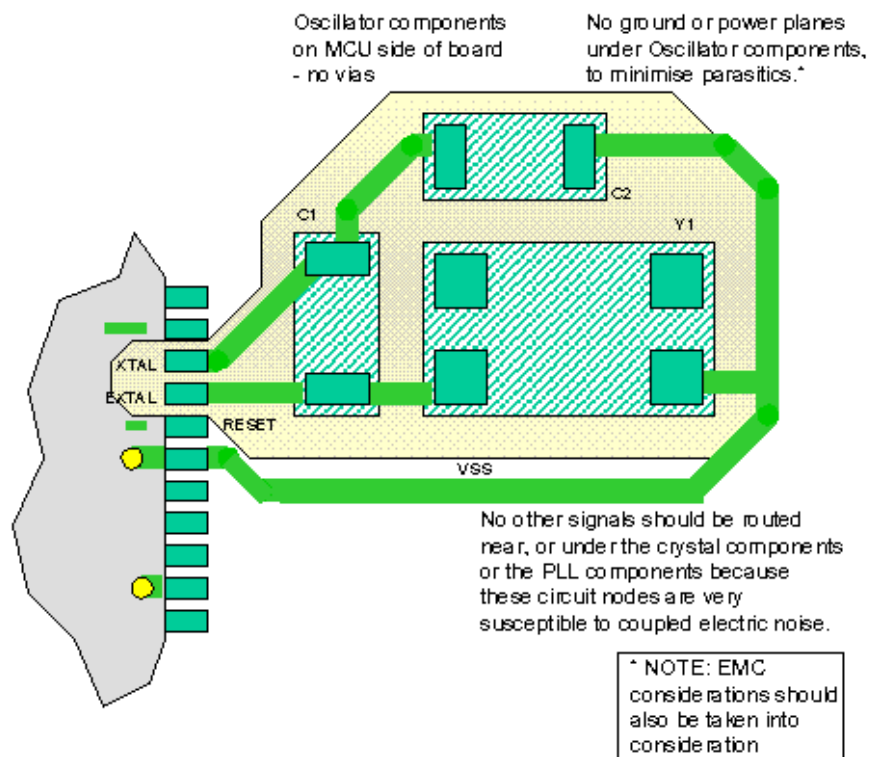 Oscillator components
on MCU side of board
- no vias
No ground or power planes
under Oscillator components,
to minimise parasitics.*
C2
C1
Y1
XTAL
EXTAL
RESET
VSS
No other signals should be routed
near, or under the crystal components
or the PLL components because
these circuit nodes are very
susceptible to coupled electric noise.
* NOTE: EMC
considerations should
also be taken into
consideration